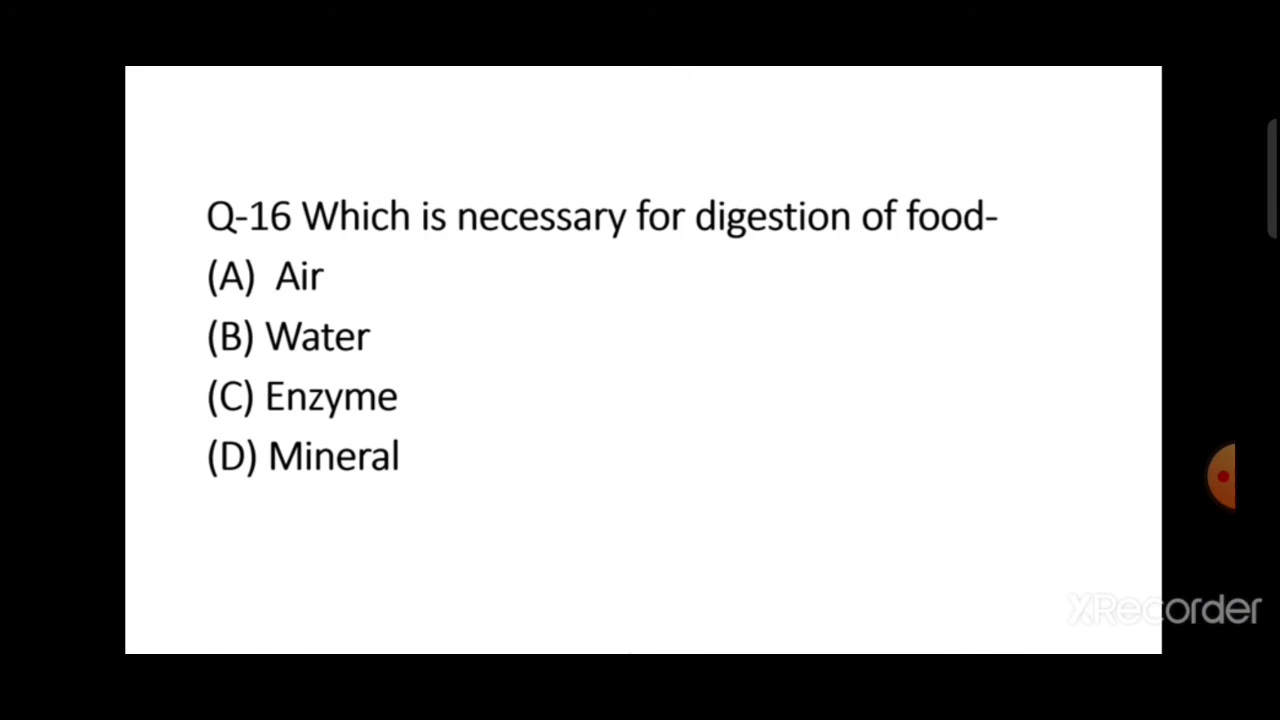 Q-16 Which is necessary for digestion of food-
(A) Air
(B) Water
(C) Enzyme
(D) Mineral
XRecorder